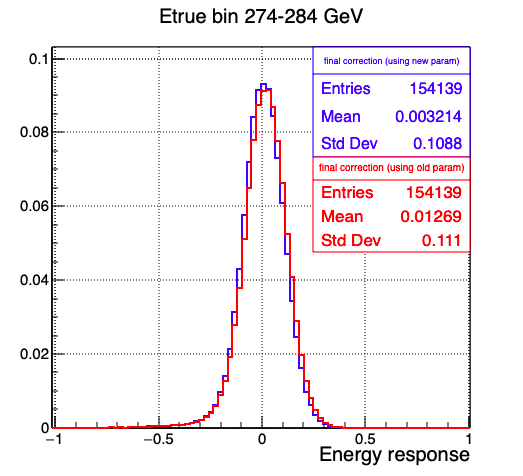 Etrue bin 274-284 GeV
final correction (using new param)
Entries 154139
Mean 0.003214
Std Dev 0.1088
final correction (using old param)
Entries 154139
Mean 0.01269
Std Dev 0.111
0.1
0.08
0.06
0.04
0.02
0
−1 −0.5 0 0.5 1
Energy response